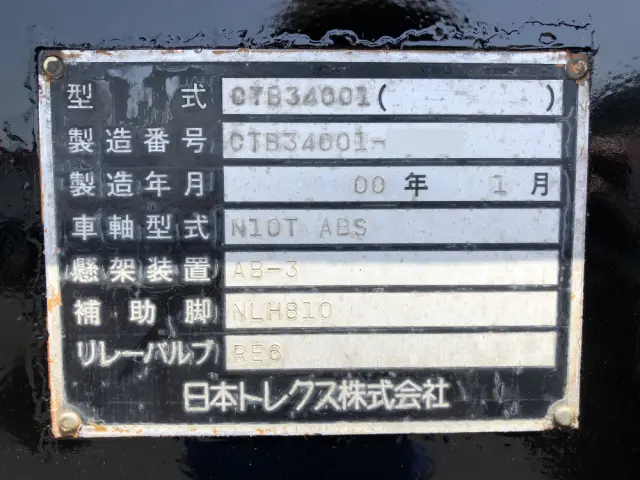 型式 CTB34001( )
製造番号 CTB34001-
製造年月 00年 1月
車軸型式 N10T ABS
懸架装置 AB-3
補助脚 NLH810
リレーバルブ RE6
日本トレクス株式会社